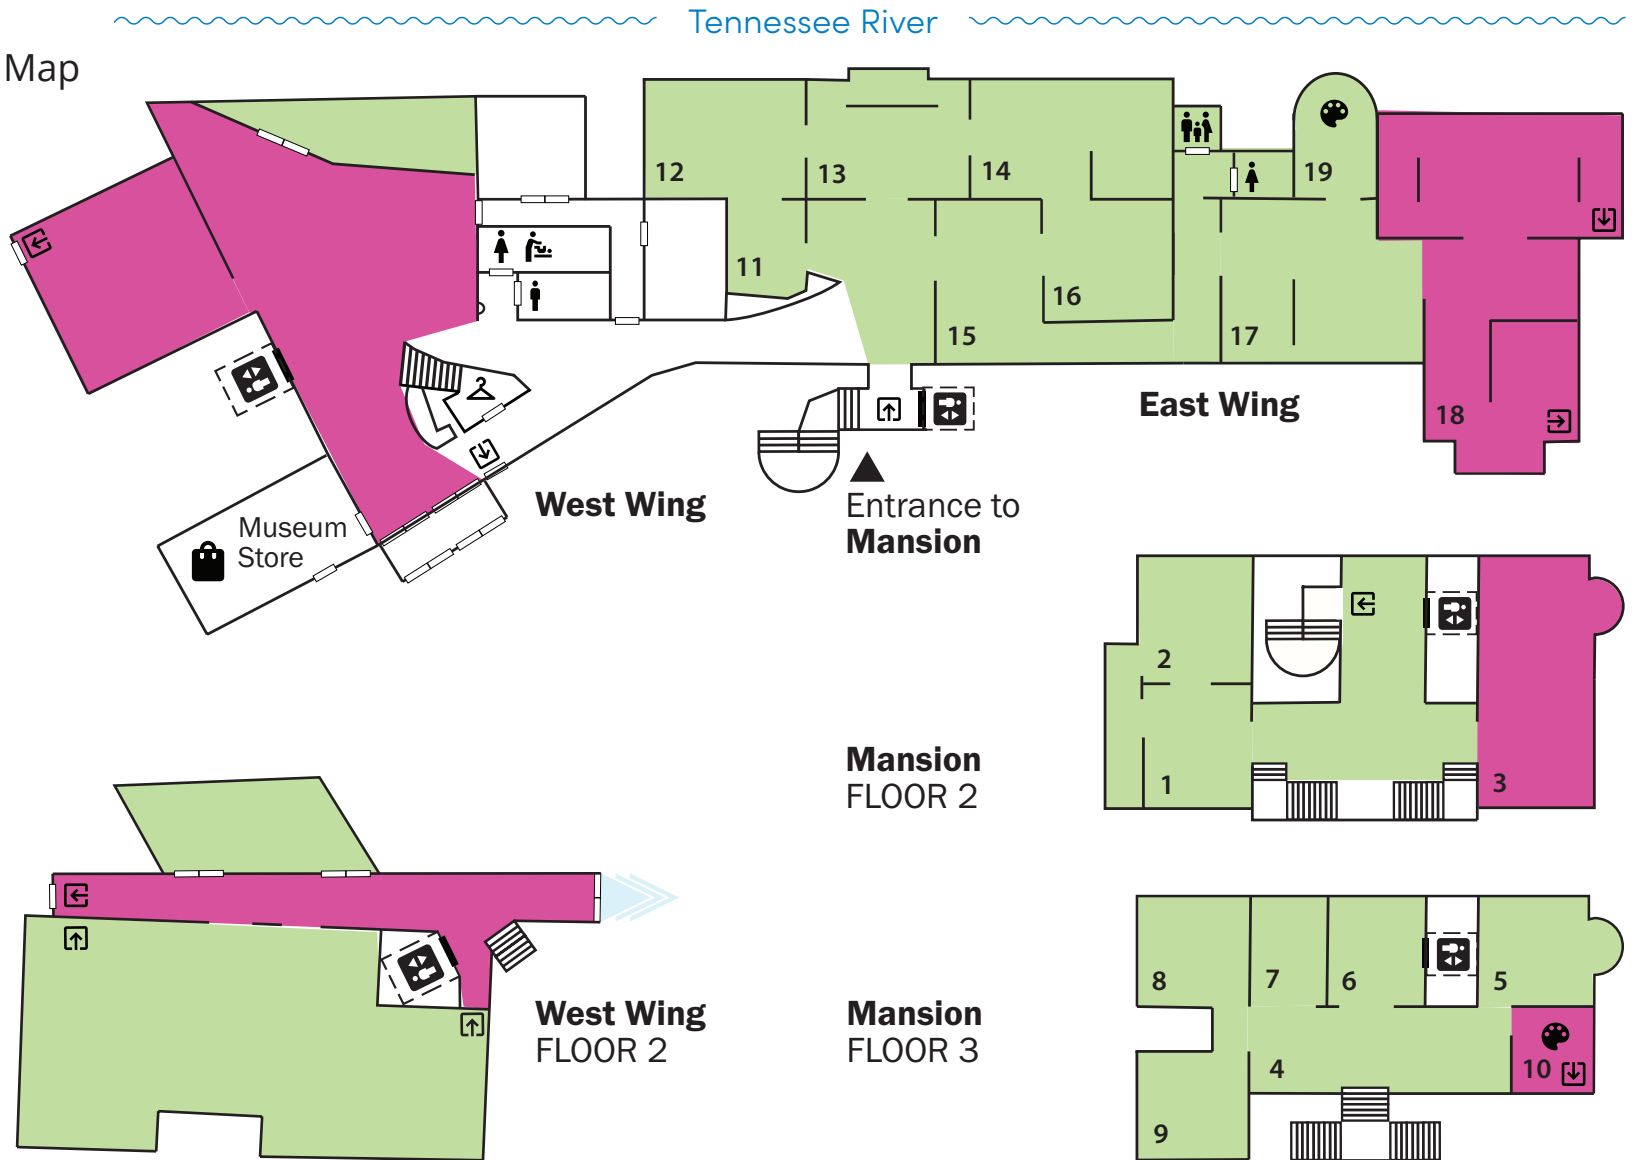 Tennessee River
Map
12
13
14
19
11
16
15
17
18
East Wing
West Wing
Entrance to
Mansion
Museum
Store
2
1
3
Mansion
FLOOR 2
8
7
6
5
4
10
9
West Wing
FLOOR 2
Mansion
FLOOR 3